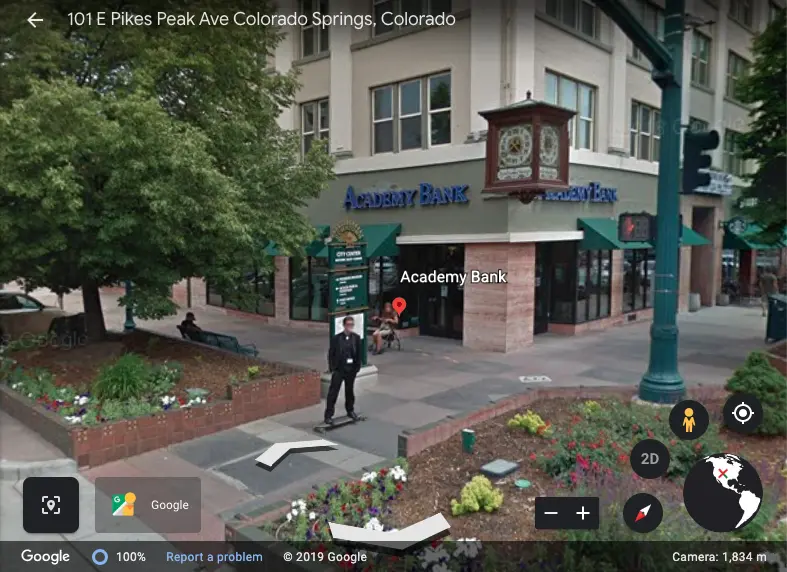 101 E Pikes Peak Ave Colorado Springs, Colorado
ACADEMY BANK
ACADEMY BANK
CITY CENTER
Academy Bank
2D
Google
Google
100%
Report a problem
© 2019 Google
Camera: 1,834 m